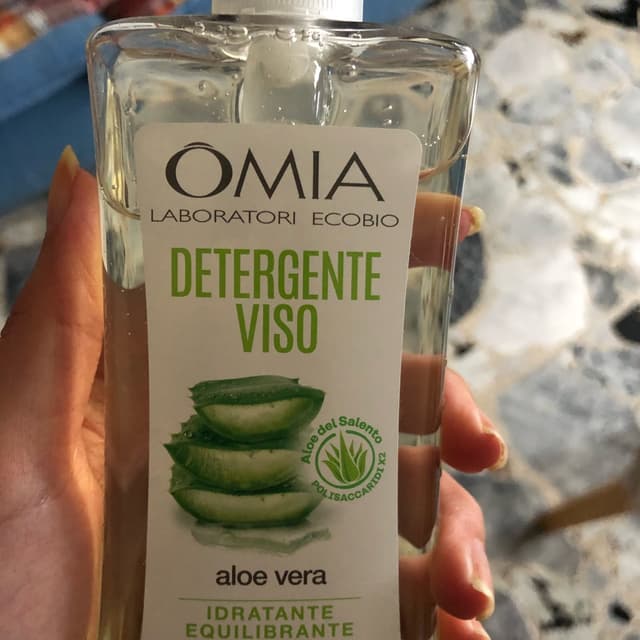 ÔMIA
LABORATORI ECOBIO
DETERGENTE
VISO
Aloe del Salento
POLISACCARIDI X2
aloe vera
IDRATANTE
EQUILIBRANTE